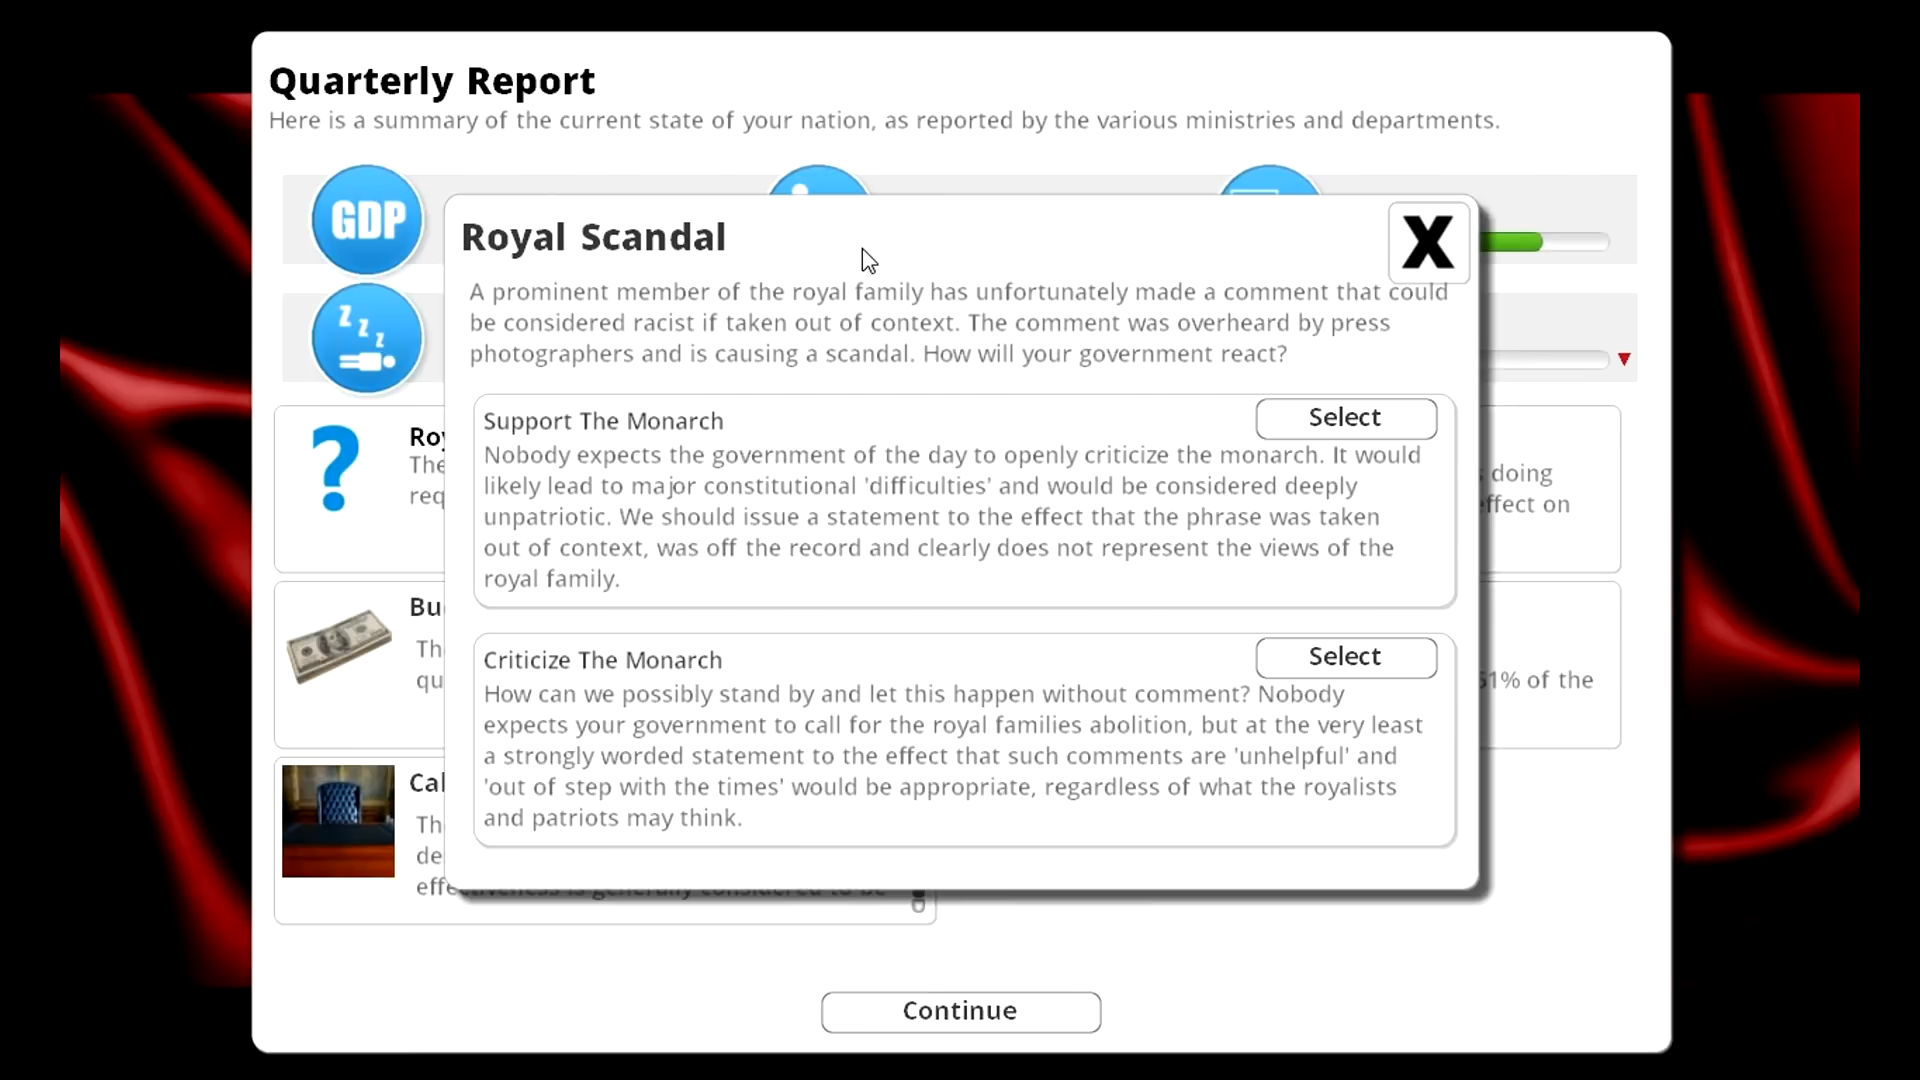 Quarterly Report
Here is a summary of the current state of your nation, as reported by the various ministries and departments.
GDP
Z z z
Royal Scandal
X
A prominent member of the royal family has unfortunately made a comment that could
be considered racist if taken out of context. The comment was overheard by press
photographers and is causing a scandal. How will your government react?
Support The Monarch
Select
Nobody expects the government of the day to openly criticize the monarch. It would
likely lead to major constitutional 'difficulties' and would be considered deeply
unpatriotic. We should issue a statement to the effect that the phrase was taken
out of context, was off the record and clearly does not represent the views of the
royal family.
Criticize The Monarch
Select
How can we possibly stand by and let this happen without comment? Nobody
expects your government to call for the royal families abolition, but at the very least
a strongly worded statement to the effect that such comments are 'unhelpful' and
'out of step with the times' would be appropriate, regardless of what the royalists
and patriots may think.
doing
on
51% of the
Continue